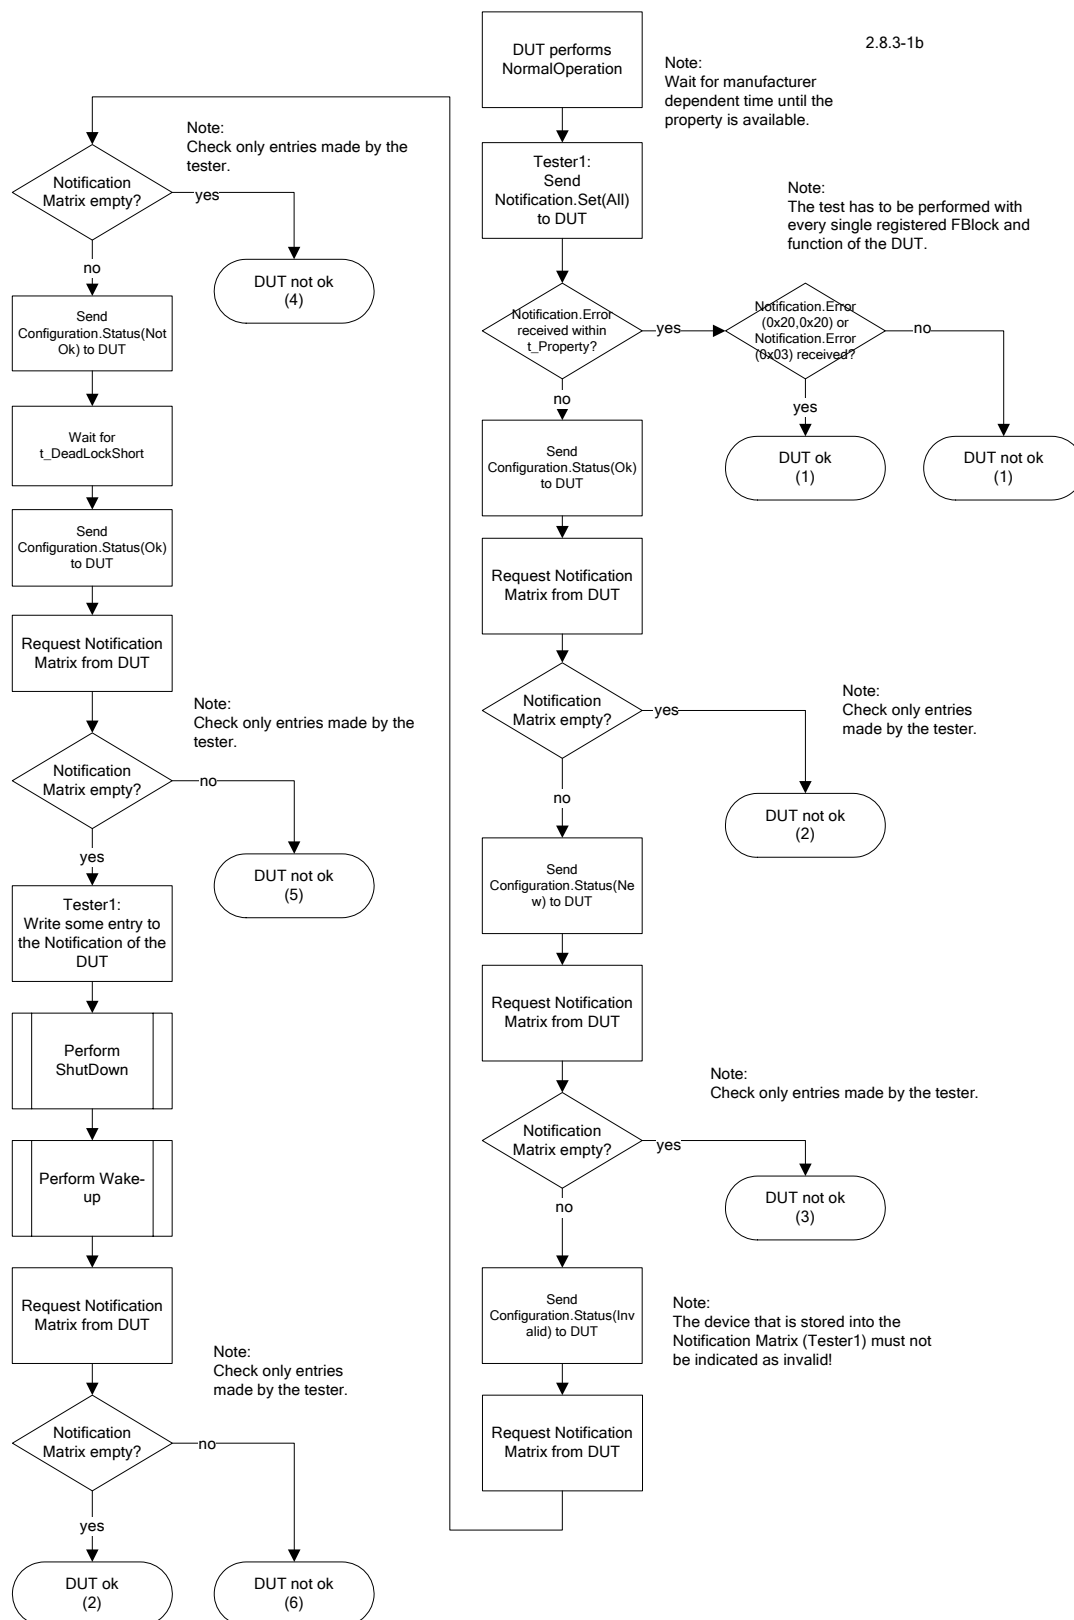 2.8.3-1b
DUT performs
NormalOperation
Note:
Wait for manufacturer
dependent time until the
property is available.
Tester1:
Send
Notification.Set(All)
to DUT
Note:
The test has to be performed with
every single registered FBlock and
function of the DUT.
Notification.Error
received within
t_Property?
yes
Notification.Error
(0x20,0x20) or
Notification.Error
(0x03) received?
no
no
yes
DUT ok
(1)
DUT not ok
(1)
Send
Configuration.Status(Ok)
to DUT
Request Notification
Matrix from DUT
Notification
Matrix empty?
yes
Note:
Check only entries
made by the tester.
no
DUT not ok
(2)
Send
Configuration.Status(Ne
w) to DUT
Request Notification
Matrix from DUT
Note:
Check only entries made by the tester.
Notification
Matrix empty?
yes
no
DUT not ok
(3)
Send
Configuration.Status(Inv
alid) to DUT
Note:
The device that is stored into the
Notification Matrix (Tester1) must not
be indicated as invalid!
Request Notification
Matrix from DUT
Note:
Check only entries made by the
tester.
Notification
Matrix empty?
yes
no
DUT not ok
(4)
Send
Configuration.Status(Not
Ok) to DUT
Wait for
t_DeadLockShort
Send
Configuration.Status(Ok)
to DUT
Request Notification
Matrix from DUT
Note:
Check only entries made by the
tester.
Notification
Matrix empty?
no
yes
DUT not ok
(5)
Tester1:
Write some entry to
the Notification of the
DUT
Perform
ShutDown
Perform Wake-
up
Request Notification
Matrix from DUT
Note:
Check only entries
made by the tester.
Notification
Matrix empty?
no
yes
DUT ok
(2)
DUT not ok
(6)